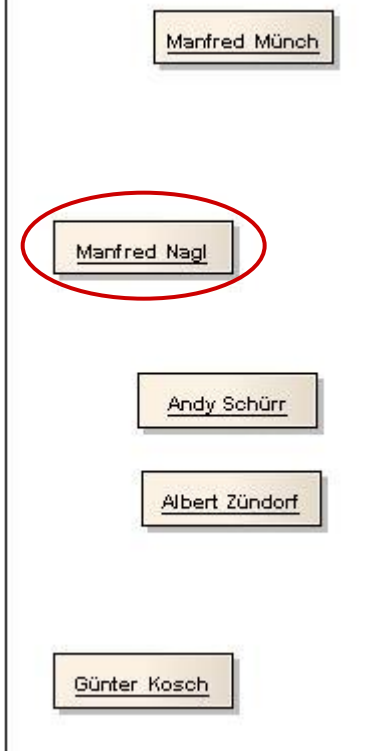 Manfred Münch
Manfred Nagl
Andy Schürr
Albert Zündorf
Günter Kosch